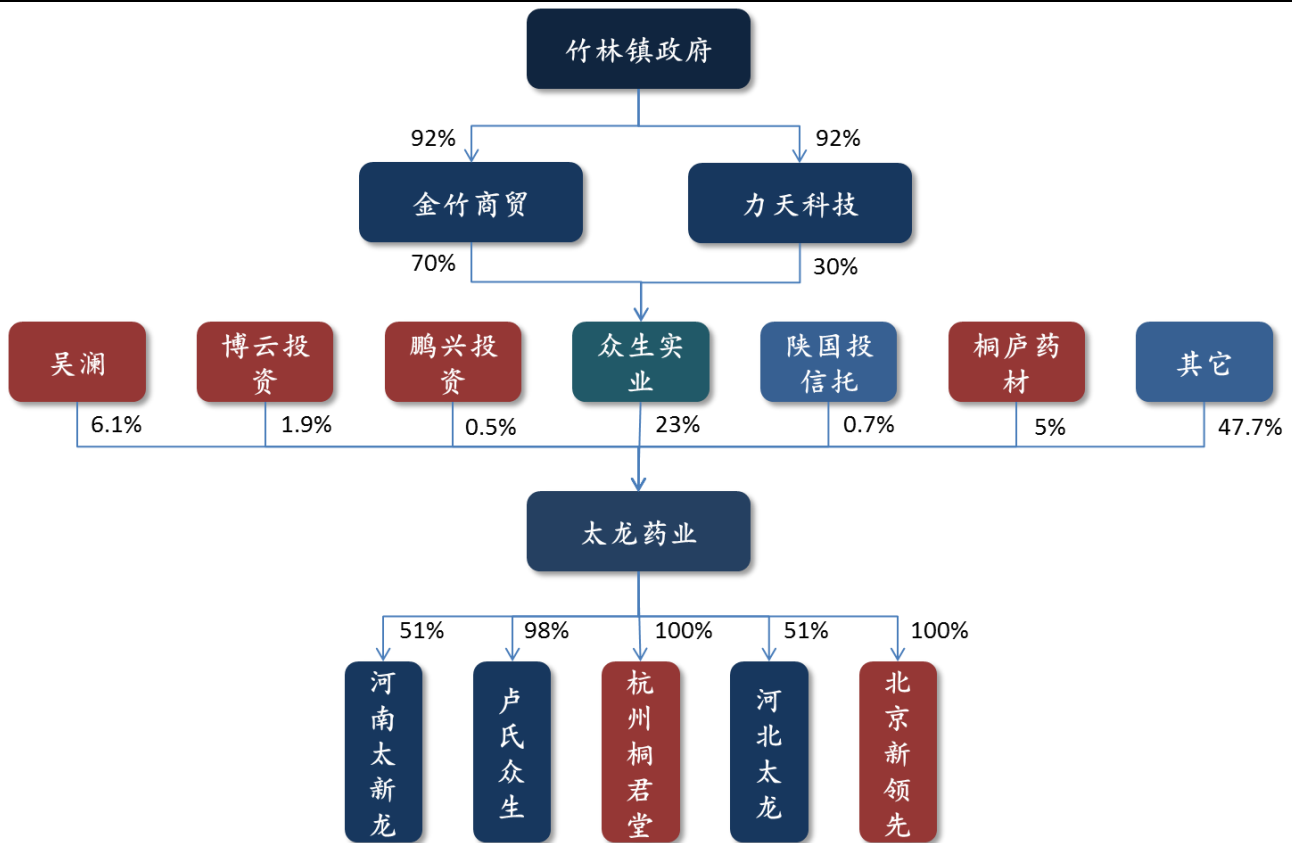 竹林镇政府
92%
92%
金竹商贸
力天科技
70%
30%
吴澜
博云投
资
鹏兴投
资
众生实
业
陕国投
信托
桐庐药
材
其它
6.1%
1.9%
0.5%
23%
0.7%
5%
47.7%
太龙药业
51%
98%
100%
51%
100%
河南太新龙
卢氏众生
杭州桐君堂
河北太龙
北京新领先